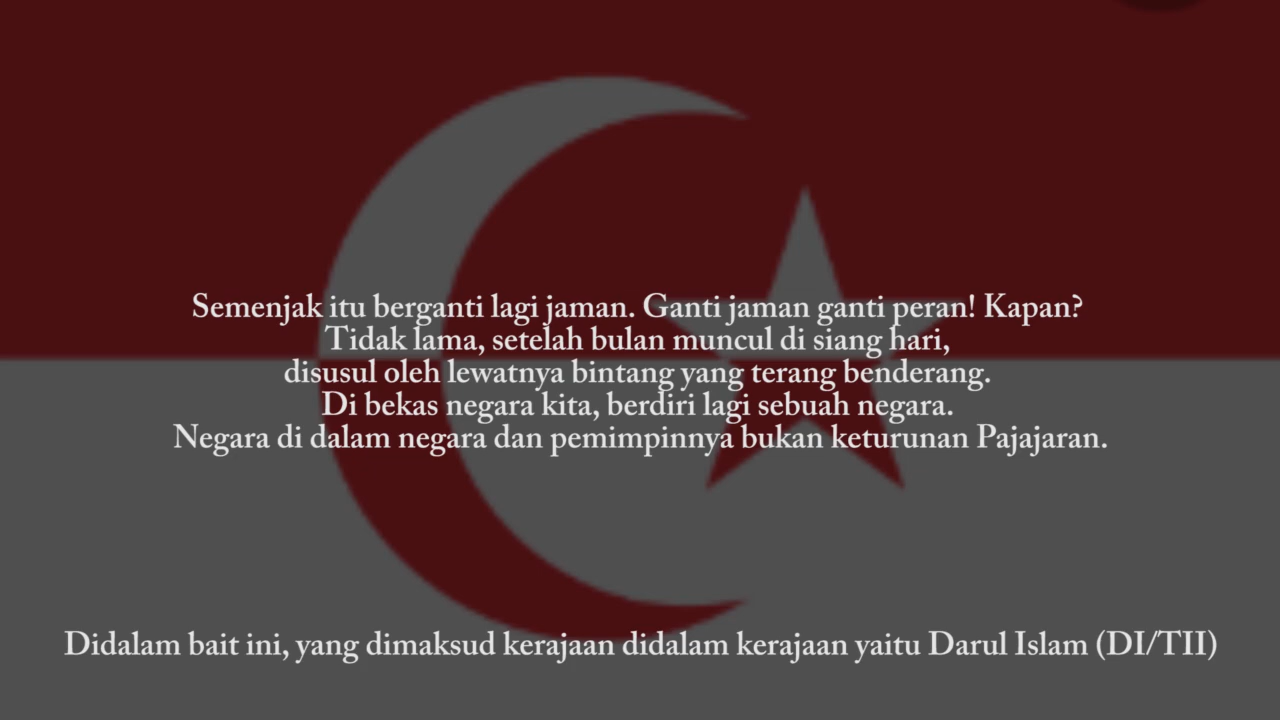 Semenjak itu berganti lagi jaman. Ganti jaman ganti peran! Kapan?
Tidak lama, setelah bulan muncul di siang hari,
disusul oleh lewatnya bintang yang terang benderang.
Di bekas negara kita, berdiri lagi sebuah negara.
Negara di dalam negara dan pemimpinnya bukan keturunan Pajajaran.
Didalam bait ini, yang dimaksud kerajaan didalam kerajaan yaitu Darul Islam (DI/TII)